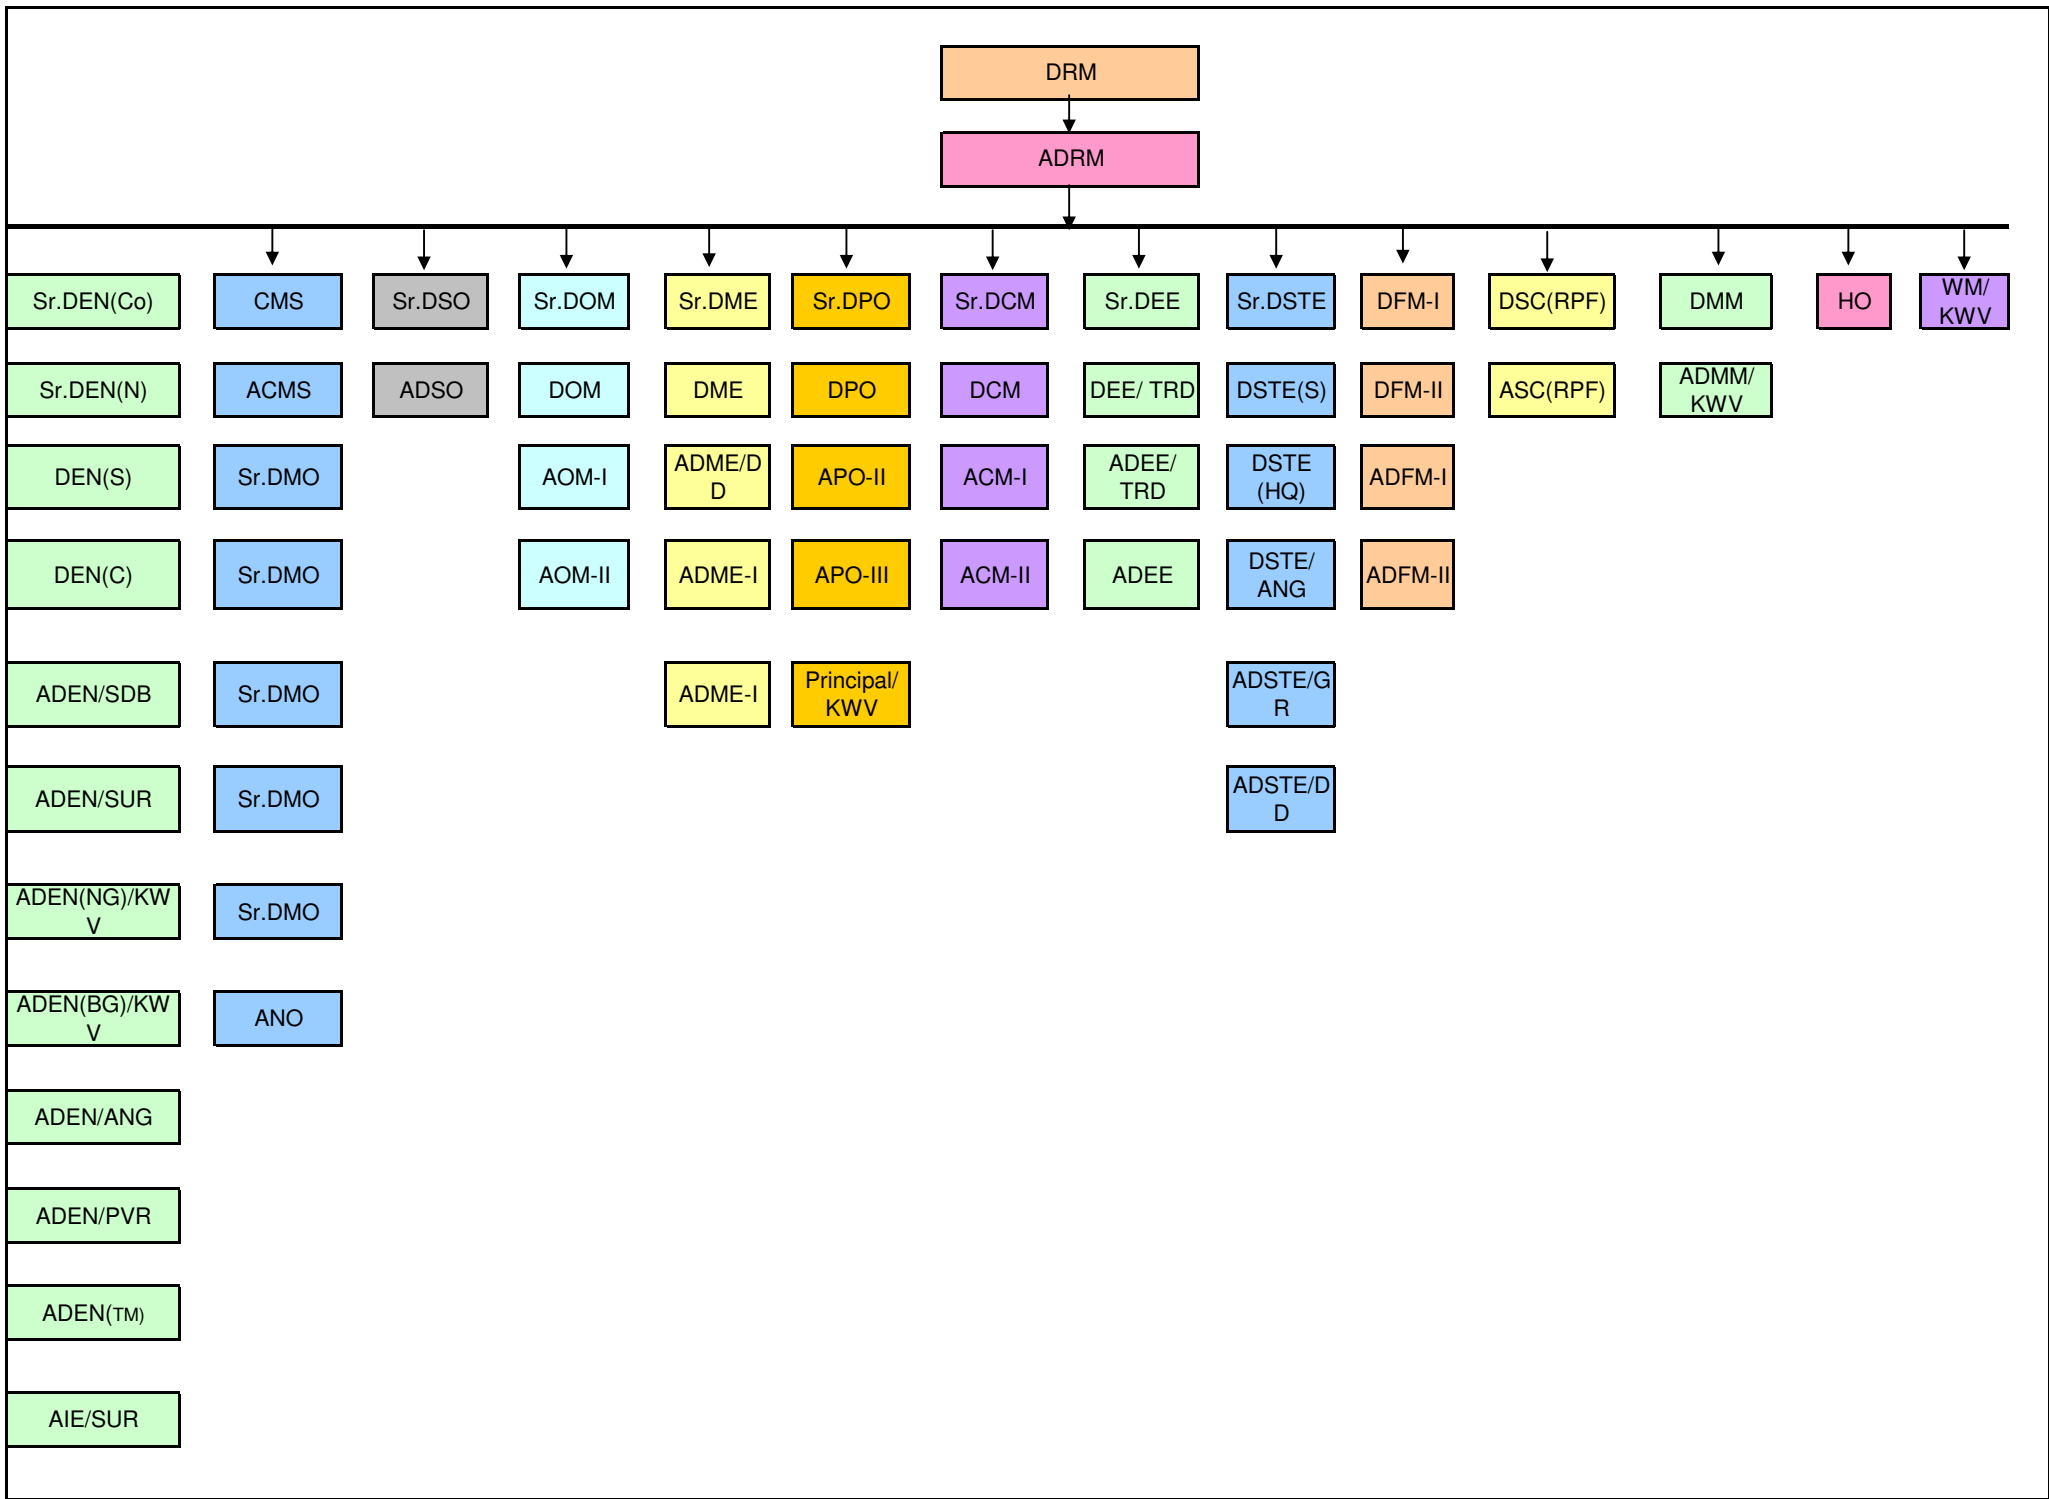 DRM
ADRM
Sr.DEN(Co)
CMS
Sr.DSO
Sr.DOM
Sr.DME
Sr.DPO
Sr.DCM
Sr.DEE
Sr.DSTE
DFM-I
DSC(RPF)
DMM
HO
WM/
KWV
Sr.DEN(N)
ACMS
ADSO
DOM
DME
DPO
DCM
DEE/ TRD
DSTE(S)
DFM-II
ASC(RPF)
ADMM/
KWV
DEN(S)
Sr.DMO
AOM-I
ADME/D
D
APO-II
ACM-I
ADEE/
TRD
DSTE
(HQ)
ADFM-I
DEN(C)
Sr.DMO
AOM-II
ADME-I
APO-III
ACM-II
ADEE
DSTE/
ANG
ADFM-II
ADEN/SDB
Sr.DMO
ADME-I
Principal/
KWV
ADSTE/G
R
ADEN/SUR
Sr.DMO
ADSTE/D
D
ADEN(NG)/KW
V
Sr.DMO
ADEN(BG)/KW
V
ANO
ADEN/ANG
ADEN/PVR
ADEN(TM)
AIE/SUR